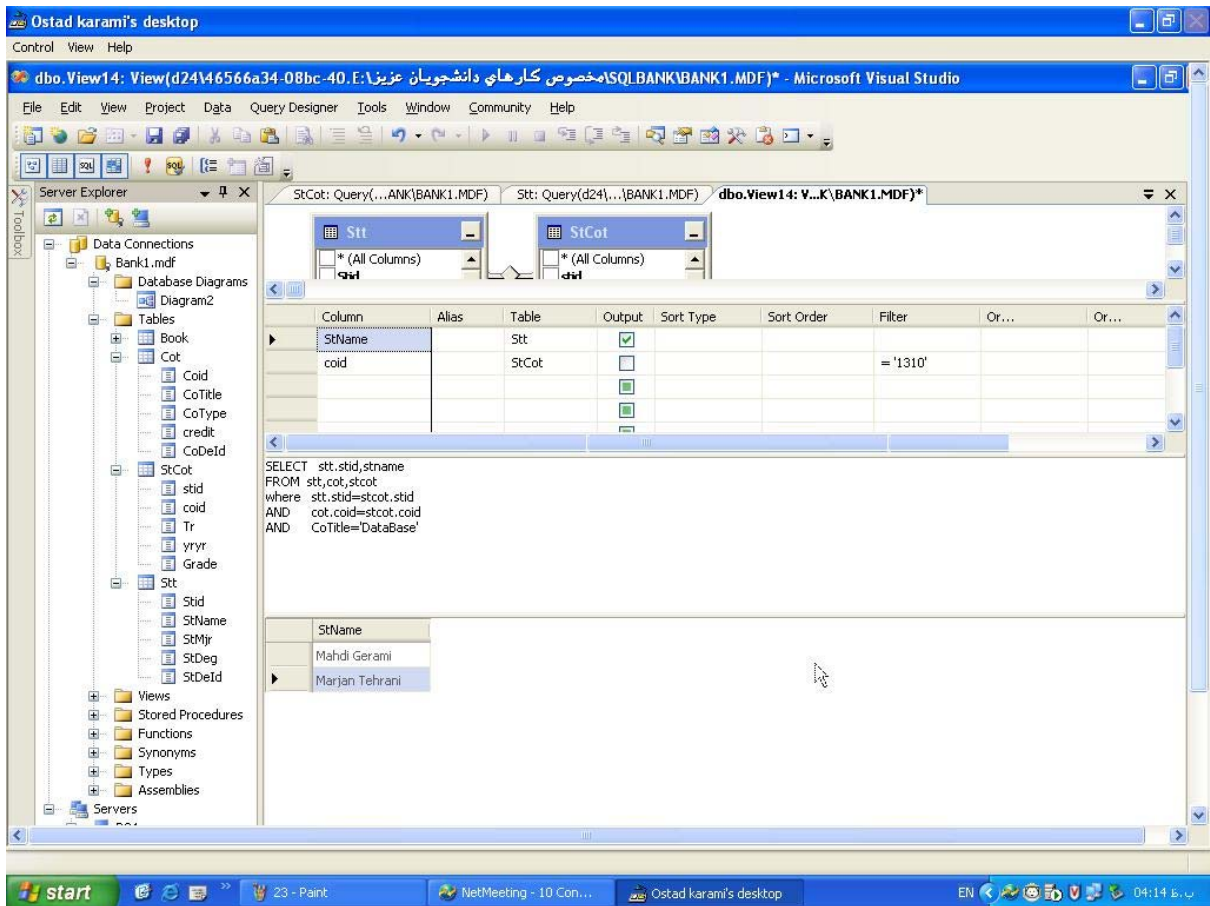 Ostad karami's desktop
Control View Help
dbo.View14: View(d24\46566a34-08bc-40.E:\مخصوص كارهاي دانشجويان عزيز\SQLBANK\BANK1.MDF)* - Microsoft Visual Studio
File Edit View Project Data Query Designer Tools Window Community Help
Server Explorer
Toolbox
Data Connections
Bank1.mdf
Database Diagrams
Diagram2
Tables
Book
Cot
Coid
CoTitle
CoType
credit
CoDeId
StCot
stid
coid
Tr
yryr
Grade
Stt
Stid
StName
StMjr
StDeg
StDeId
Views
Stored Procedures
Functions
Synonyms
Types
Assemblies
Servers
StCot: Query(...ANK\BANK1.MDF) Stt: Query(d24\...\BANK1.MDF) dbo.View14: V...K\BANK1.MDF)*
Stt
* (All Columns)
Stid
StCot
* (All Columns)
stid
Column Alias Table Output Sort Type Sort Order Filter Or... Or...
StName Stt
coid StCot = '1310'
SELECT stt.stid,stname
FROM stt,cot,stcot
where stt.stid=stcot.stid
AND cot.coid=stcot.coid
AND CoTitle='DataBase'
StName
Mahdi Gerami
Marjan Tehrani
start 23 - Paint NetMeeting - 10 Con... Ostad karami's desktop EN 04:14 ب.ظ